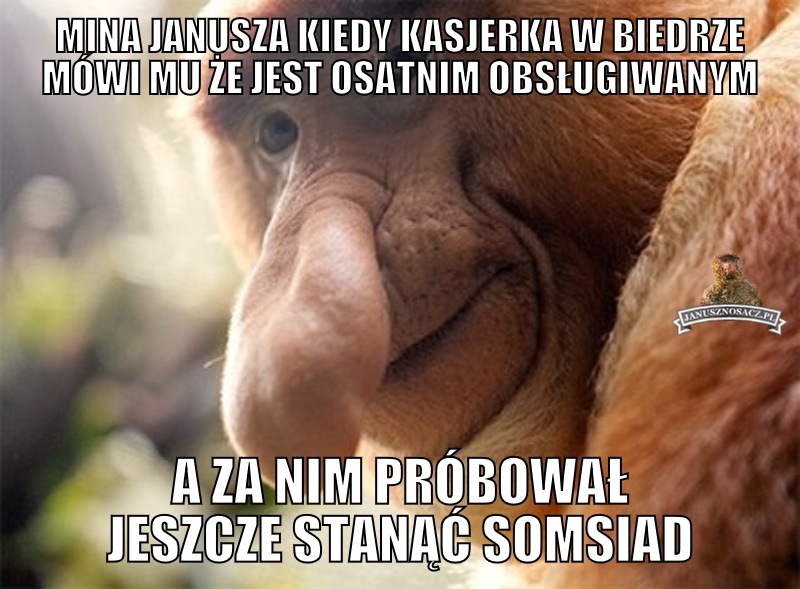 MINA JANUSZA KIEDY KASJERKA W BIEDRZE
MÓWI MU ŻE JEST OSATNIM OBSŁUGIWANYM
JANUSZNOSACZ.PL
A ZA NIM PRÓBOWAŁ
JESZCZE STANĄĆ SOMSIAD